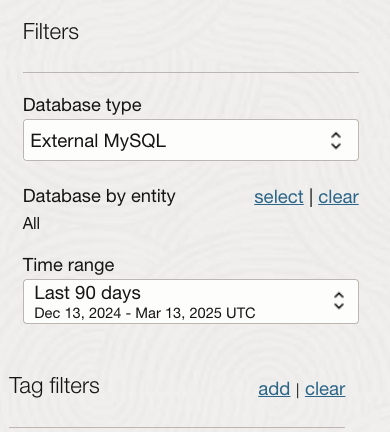 Filters
Database type
External MySQL
Database by entity select | clear
All
Time range
Last 90 days
Dec 13, 2024 - Mar 13, 2025 UTC
Tag filters add | clear